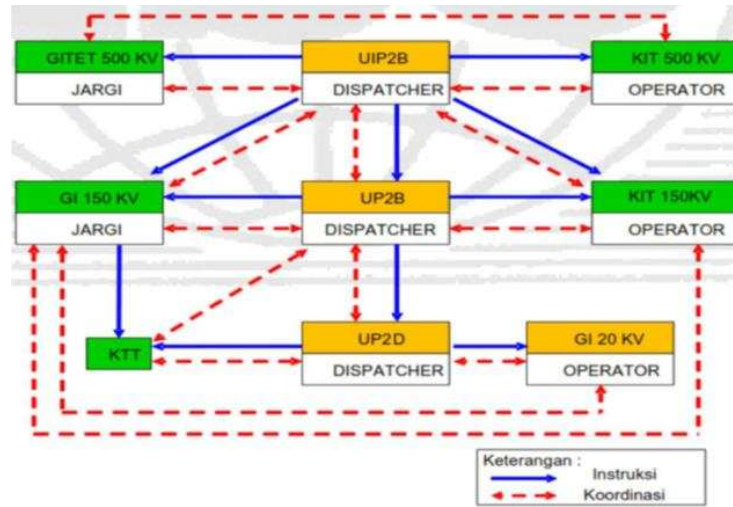 GITET 500 KV
JARGI
UIP2B
DISPATCHER
KIT 500 KV
OPERATOR
GI 150 KV
JARGI
UP2B
DISPATCHER
KIT 150KV
OPERATOR
KTT
UP2D
DISPATCHER
GI 20 KV
OPERATOR
Keterangan :
Instruksi
Koordinasi